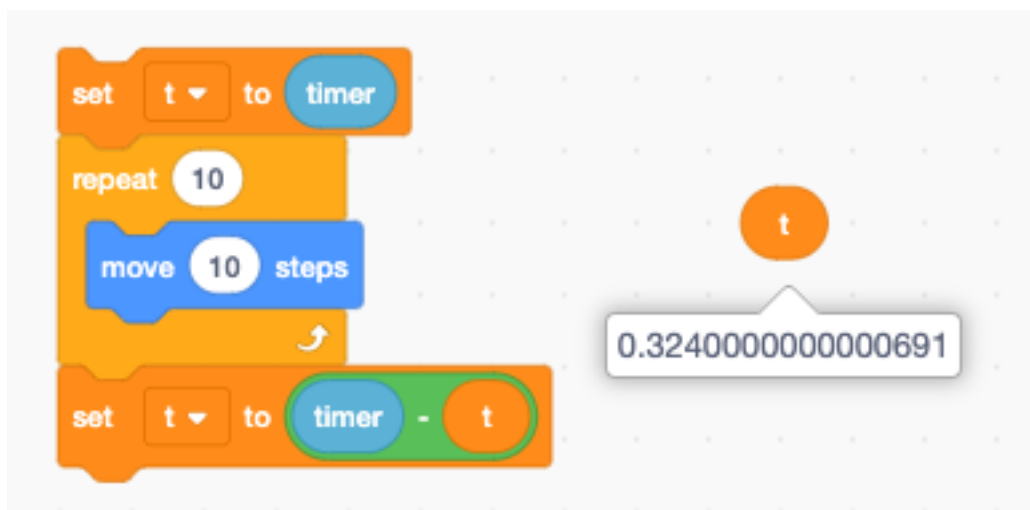 set t to timer
repeat 10
t
move 10 steps
0.3240000000000691
set t to timer - t